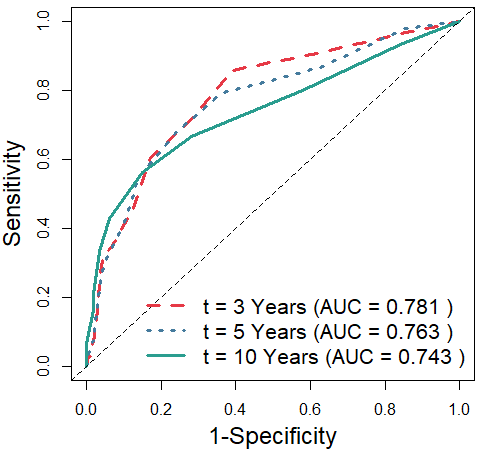 1.0
0.8
0.6
0.4
0.2
0.0
Sensitivity
t = 3 Years (AUC = 0.781 )
t = 5 Years (AUC = 0.763 )
t = 10 Years (AUC = 0.743 )
0.0 0.2 0.4 0.6 0.8 1.0
1-Specificity